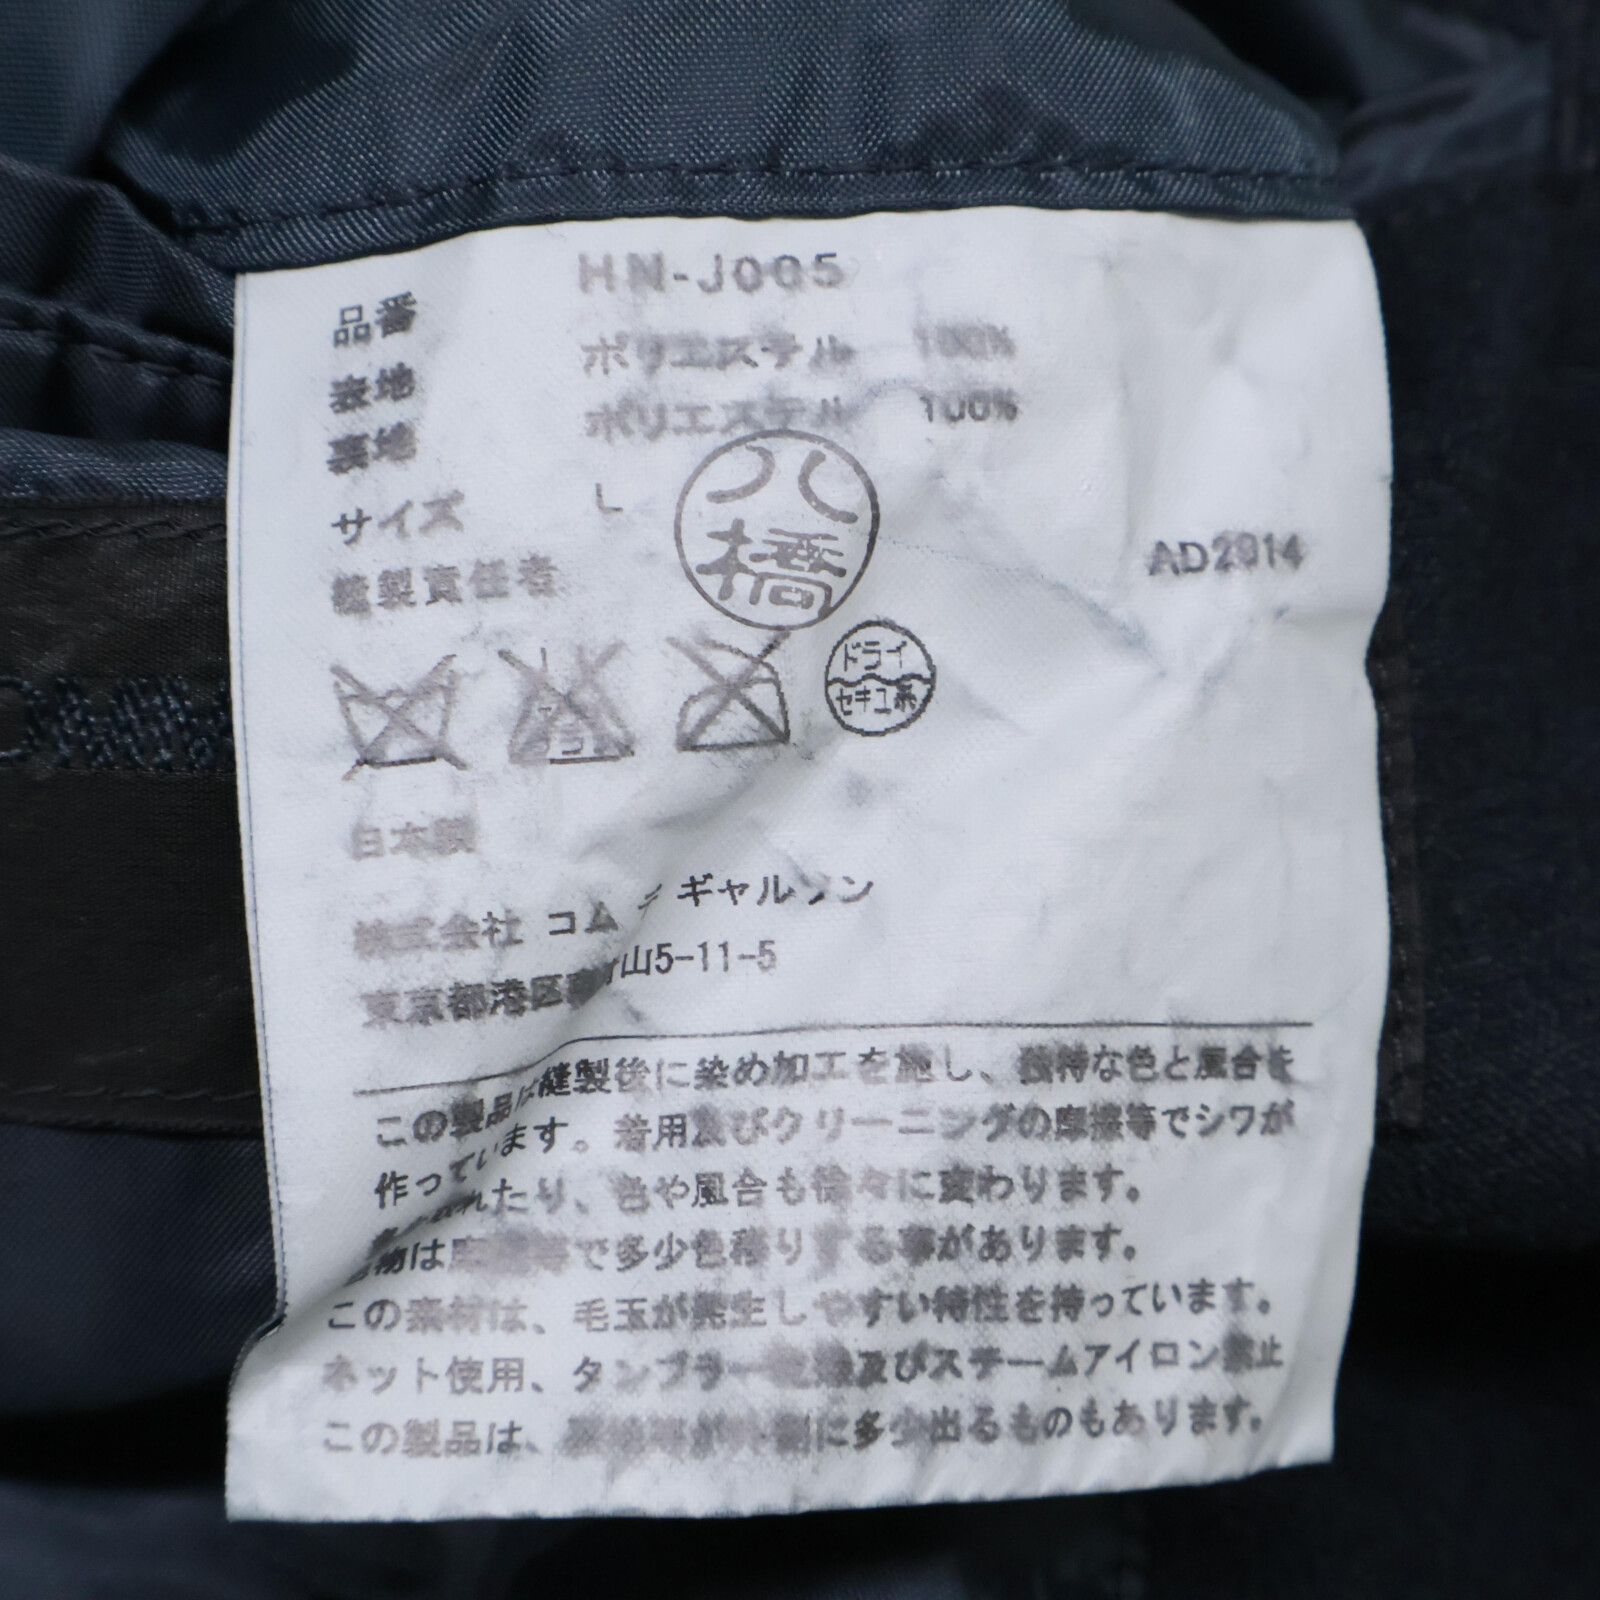 品番 HN-J005
表地 ポリエステル 100%
裏地 ポリエステル 100%
サイズ L
八橋
縫製責任者
AD2014
ドライ
セキユ系
日本製
株式会社 コム デ ギャルソン
東京都港区南青山5-11-5
この製品は縫製後に染め加工を施し、独特な色と風合を
作っています。着用及びクリーニングの摩擦等でシワが
れたり、色や風合も徐々に変わります。
物は摩擦等で多少色移りする事があります。
この素材は、毛玉が発生しやすい特性を持っています。
ネット使用、タンブラー乾燥及びスチームアイロン禁止
この製品は、に多少出るものもあります。